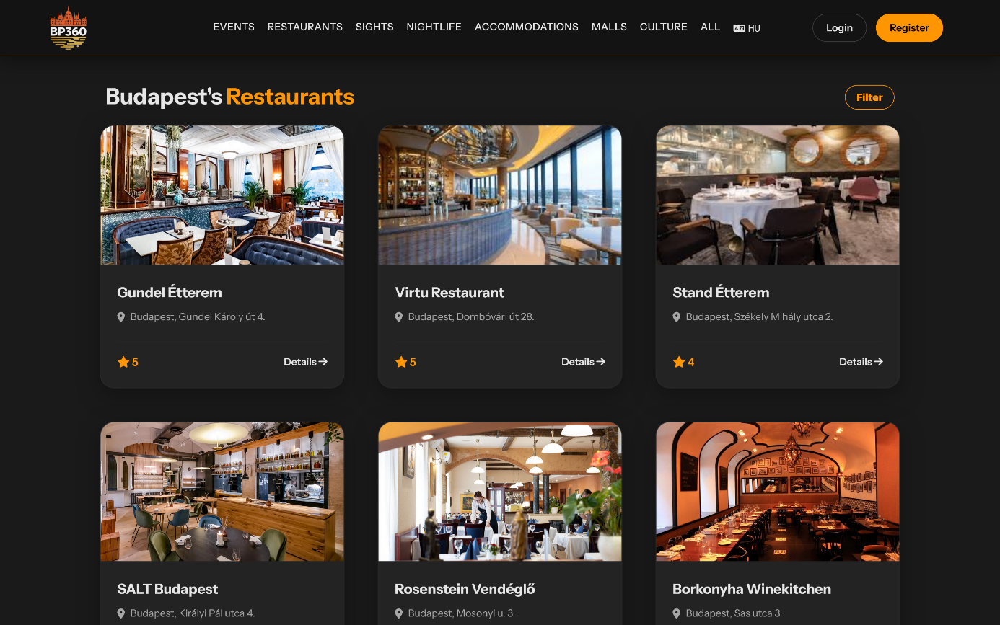 BP360
EVENTS RESTAURANTS SIGHTS NIGHTLIFE ACCOMMODATIONS MALLS CULTURE ALL HU
Login
Register
Budapest's Restaurants
Filter
Gundel Étterem
Budapest, Gundel Károly út 4.
5
Details
Virtu Restaurant
Budapest, Dombóvári út 28.
5
Details
Stand Étterem
Budapest, Székely Mihály utca 2.
4
Details
SALT Budapest
Budapest, Királyi Pál utca 4.
Rosenstein Vendéglő
Budapest, Mosonyi u. 3.
Borkonyha Winekitchen
Budapest, Sas utca 3.